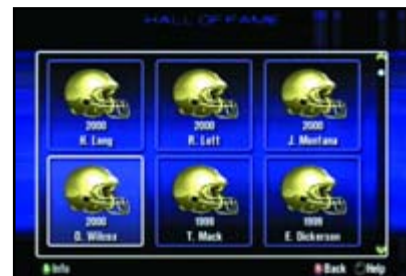 HALL OF FAME
2000 2000 2000
H. Long R. Lott J. Montana
2000 1999 1999
D. Wilcox T. Mack E. Dickerson
Info Back Help